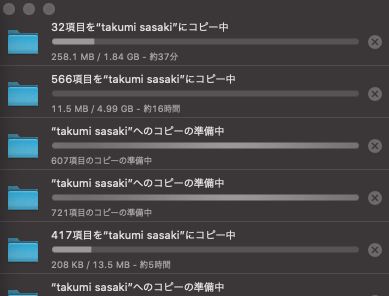 32項目を“takumi sasaki”にコピー中
258.1 MB / 1.84 GB - 約37分
566項目を“takumi sasaki”にコピー中
11.5 MB / 4.99 GB - 約16時間
“takumi sasaki”へのコピーの準備中
607項目のコピーの準備中
“takumi sasaki”へのコピーの準備中
721項目のコピーの準備中
417項目を“takumi sasaki”にコピー中
208 KB / 13.5 MB - 約5時間
“takumi sasaki”へのコピーの準備中